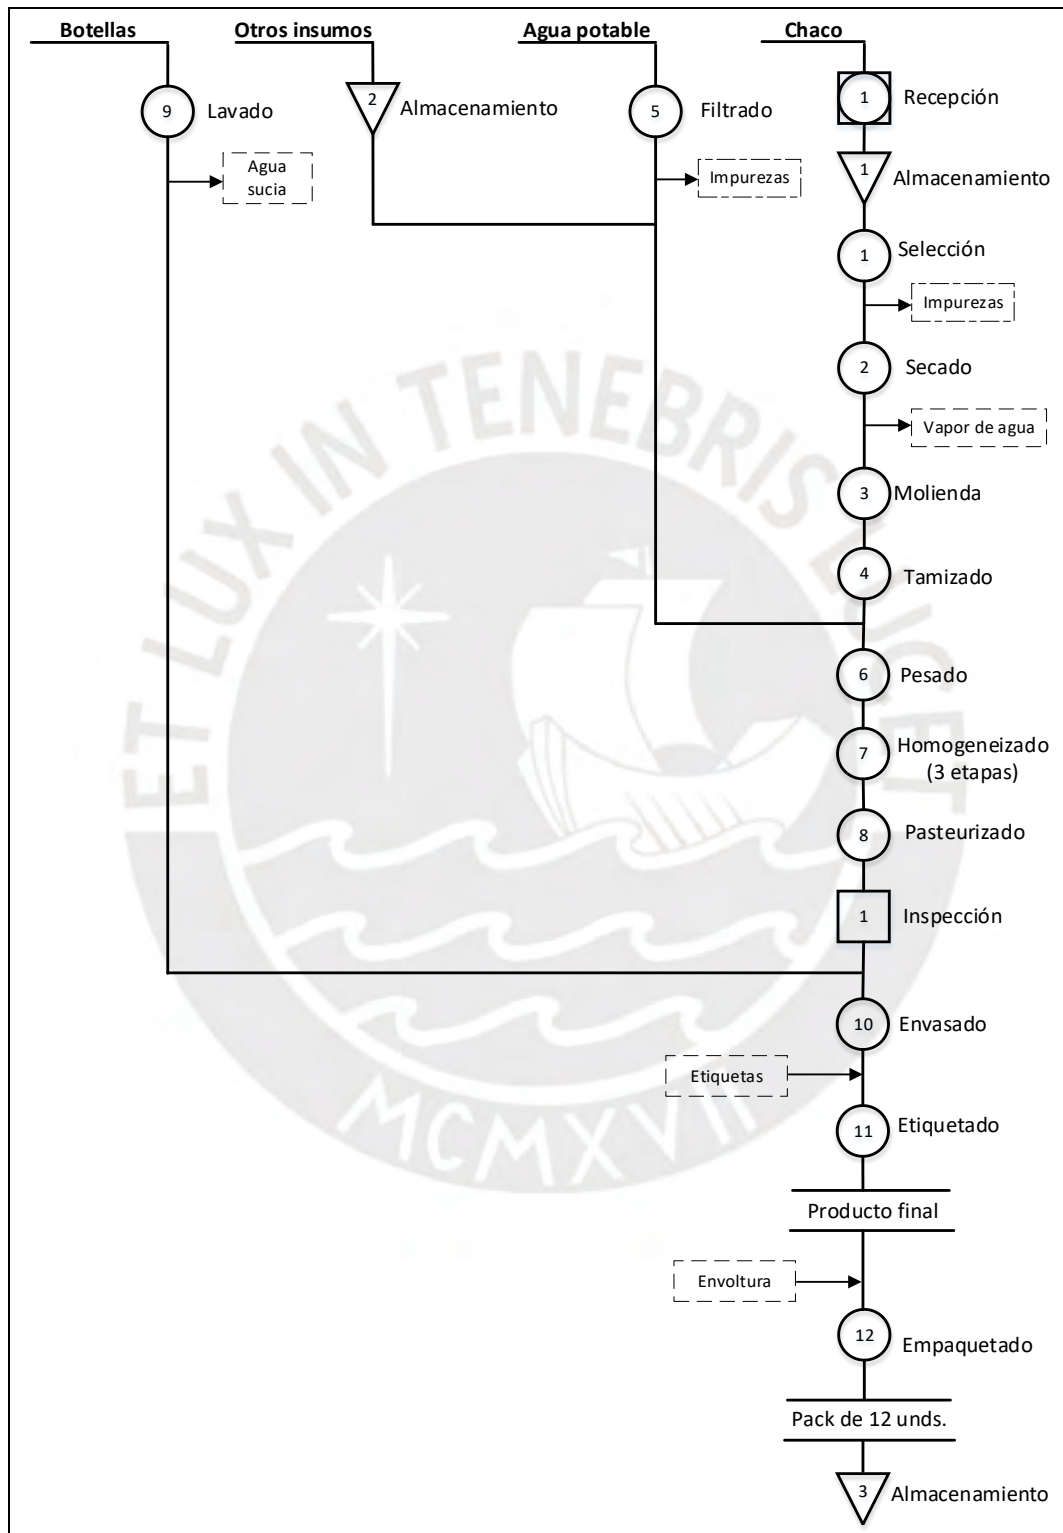 Botellas
Otros insumos
Agua potable
Chaco
9
Lavado
2
Almacenamiento
5
Filtrado
1
Recepción
Agua
sucia
Impurezas
1
Almacenamiento
1
Selección
Impurezas
2
Secado
Vapor de agua
3
Molienda
4
Tamizado
6
Pesado
7
Homogeneizado
(3 etapas)
8
Pasteurizado
1
Inspección
10
Envasado
Etiquetas
11
Etiquetado
Producto final
Envoltura
12
Empaquetado
Pack de 12 unds.
3
Almacenamiento
ET LUX IN TENEBRIS LUCET
MCMXVII